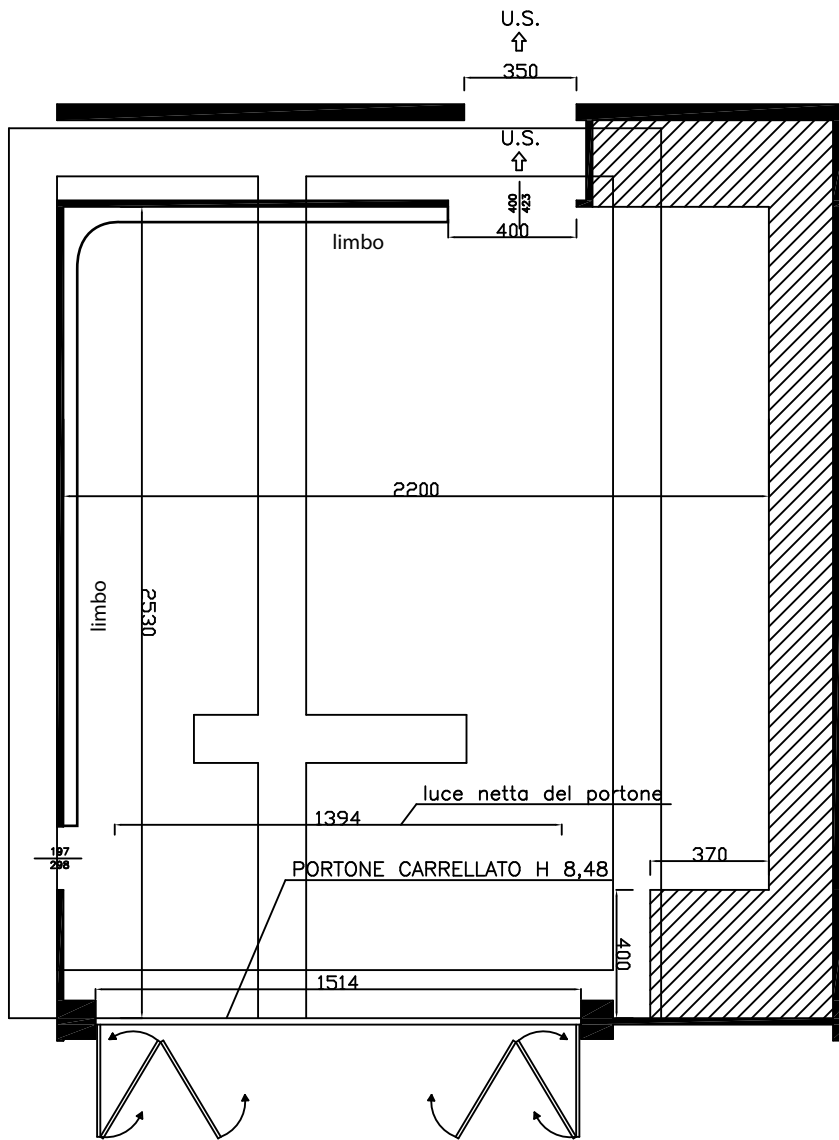 U.S.
350
U.S.
400
423
400
limbo
2200
limbo
2530
luce netta del portone
1394
197
298
370
PORTONE CARRELLATO H 8,48
400
1514